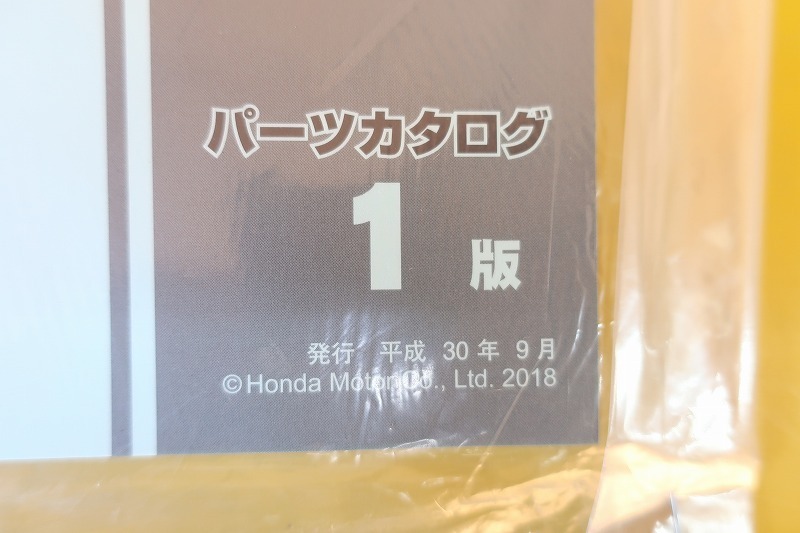 パーツカタログ
1 版
発行 平成 30 年 9 月
©Honda Motor Co., Ltd. 2018